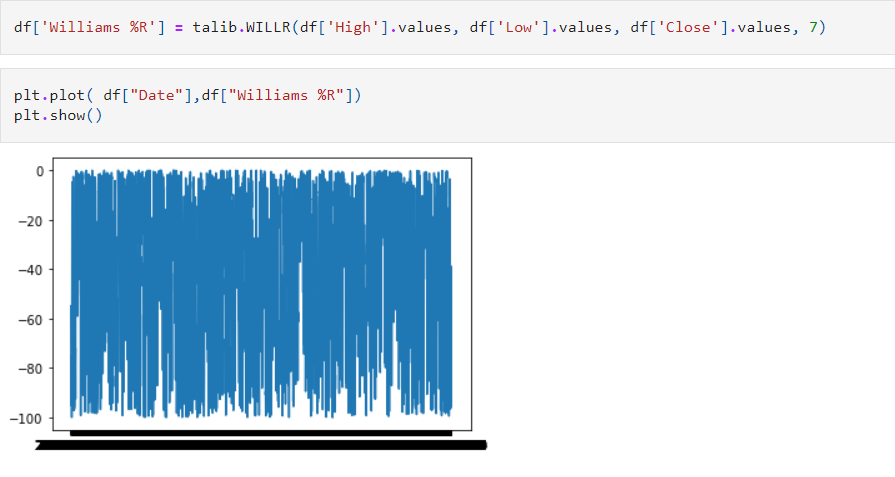 df['Williams %R'] = talib.WILLR(df['High'].values, df['Low'].values, df['Close'].values, 7)
plt.plot( df["Date"],df["Williams %R"])
plt.show()
0
−20
−40
−60
−80
−100